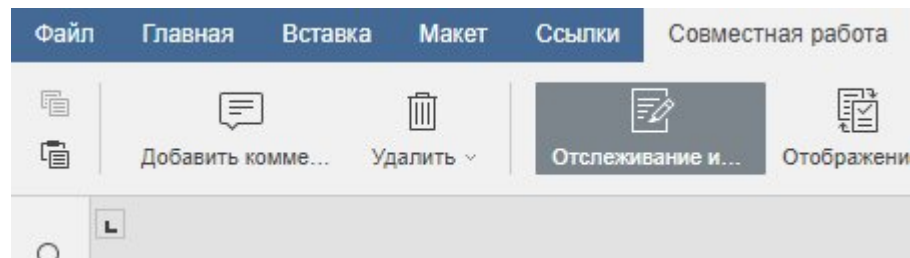 Файл Главная Вставка Макет Ссылки Совместная работа
Добавить комме... Удалить Отслеживание и... Отображени